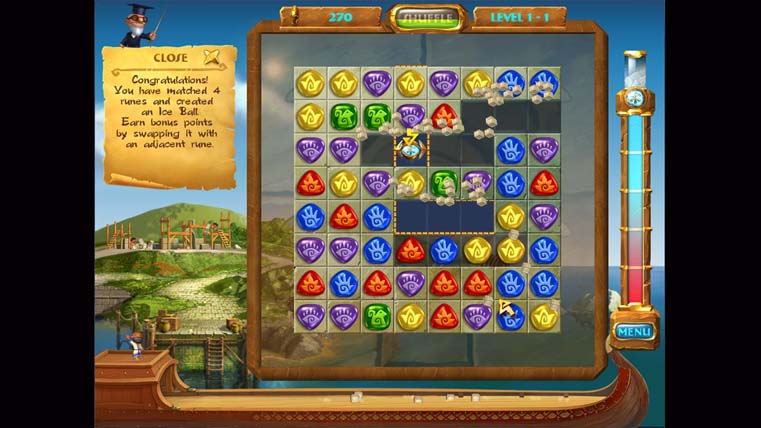 270
SHUFFLE
LEVEL 1 - 1
CLOSE
Congratulations!
You have matched 4
runes and created
an Ice Ball.
Earn bonus points
by swapping it with
an adjacent rune.
MENU